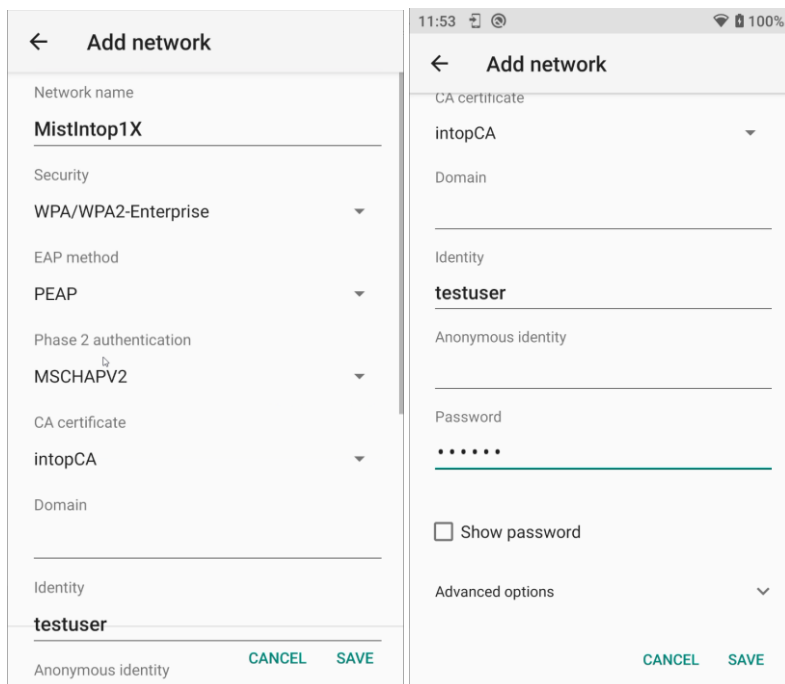 Add network
Network name
MistIntop1X
Security
WPA/WPA2-Enterprise
EAP method
PEAP
Phase 2 authentication
MSCHAPV2
CA certificate
intopCA
Domain
Identity
testuser
Anonymous identity
CANCEL SAVE
11:53 100%
Add network
CA certificate
intopCA
Domain
Identity
testuser
Anonymous identity
Password
••••••
Show password
Advanced options
CANCEL SAVE